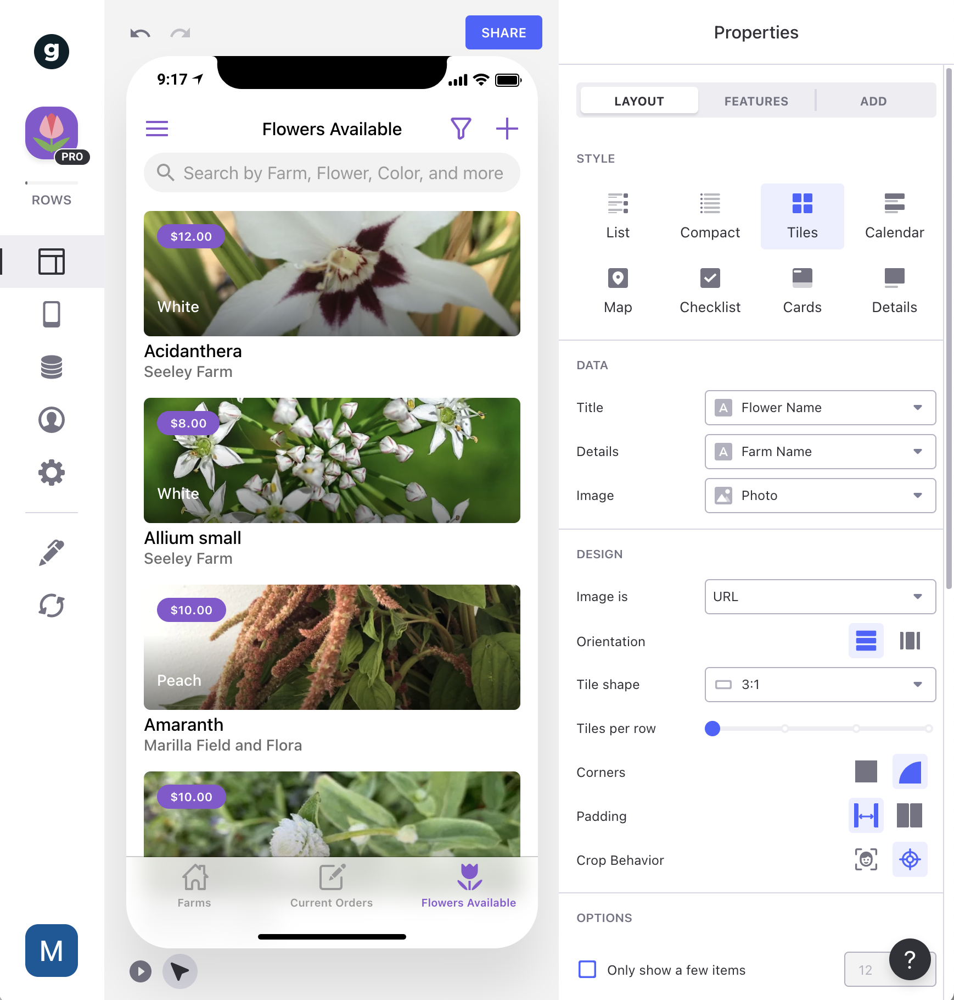 g
PRO
ROWS
M
SHARE
9:17
Flowers Available
Search by Farm, Flower, Color, and more
$12.00
White
Acidanthera
Seeley Farm
$8.00
White
Allium small
Seeley Farm
$10.00
Peach
Amaranth
Marilla Field and Flora
$10.00
Farms
Current Orders
Flowers Available
Properties
LAYOUT
FEATURES
ADD
STYLE
List
Compact
Tiles
Calendar
Map
Checklist
Cards
Details
DATA
Title
A Flower Name
Details
A Farm Name
Image
Photo
DESIGN
Image is
URL
Orientation
Tile shape
3:1
Tiles per row
Corners
Padding
Crop Behavior
OPTIONS
Only show a few items
12
?